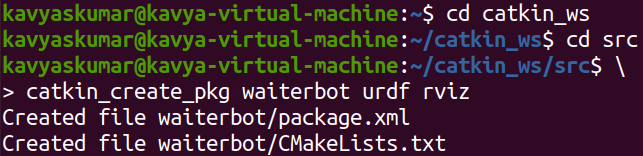 kavyaskumar@kavya-virtual-machine:~$ cd catkin_ws
kavyaskumar@kavya-virtual-machine:~/catkin_ws$ cd src
kavyaskumar@kavya-virtual-machine:~/catkin_ws/src$ \
> catkin_create_pkg waiterbot urdf rviz
Created file waiterbot/package.xml
Created file waiterbot/CMakeLists.txt